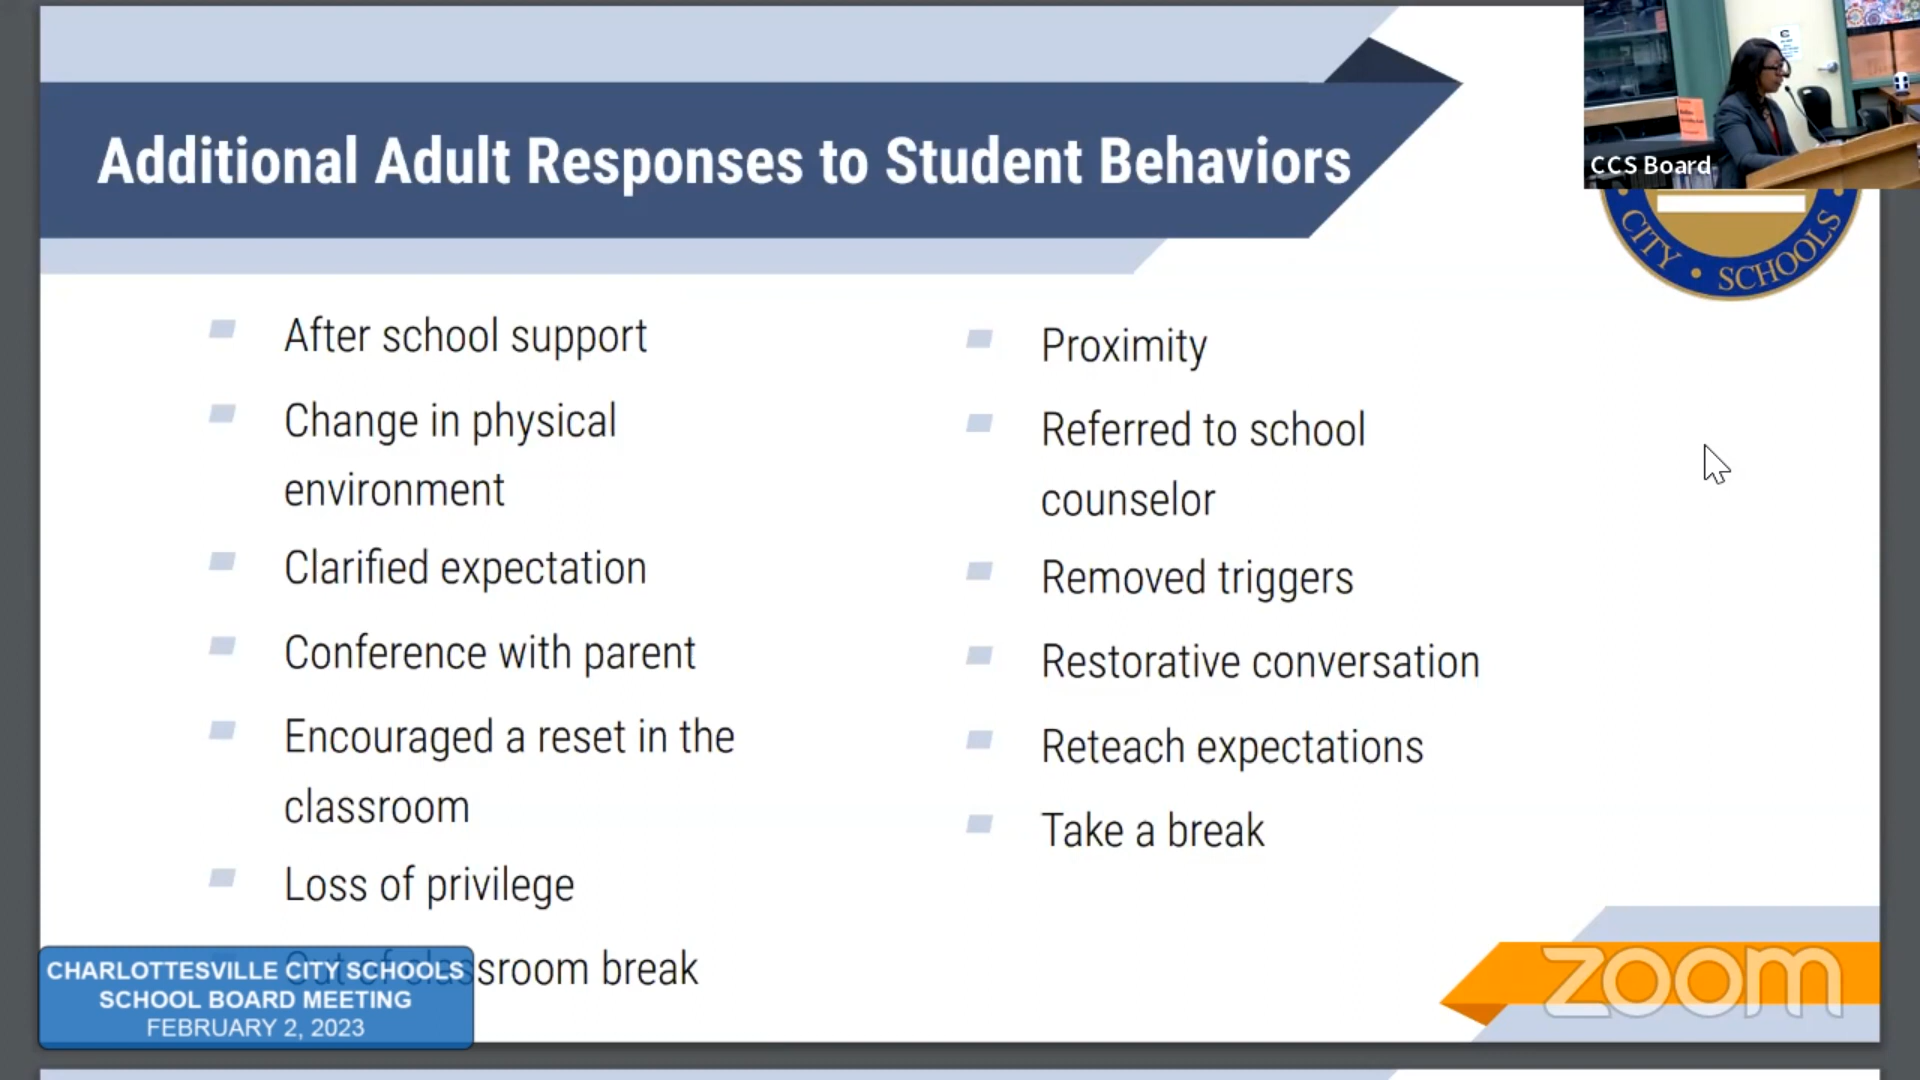 Additional Adult Responses to Student Behaviors
CCS Board
CITY • SCHOOLS
After school support
Change in physical
environment
Clarified expectation
Conference with parent
Encouraged a reset in the
classroom
Loss of privilege
Out of classroom break
Proximity
Referred to school
counselor
Removed triggers
Restorative conversation
Reteach expectations
Take a break
CHARLOTTESVILLE CITY SCHOOLS
SCHOOL BOARD MEETING
FEBRUARY 2, 2023
zoom